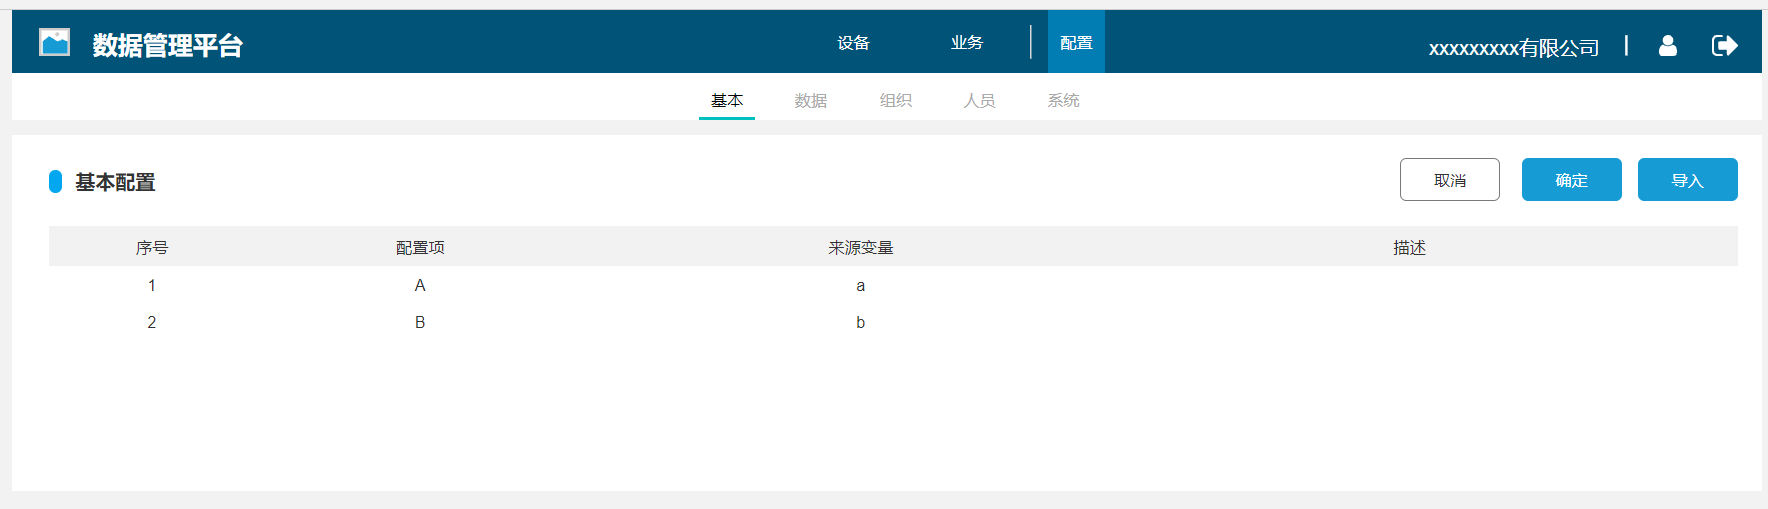 数据管理平台 设备 业务 配置 xxxxxxxxx有限公司
基本 数据 组织 人员 系统
基本配置 取消 确定 导入
序号 配置项 来源变量 描述
1 A a
2 B b